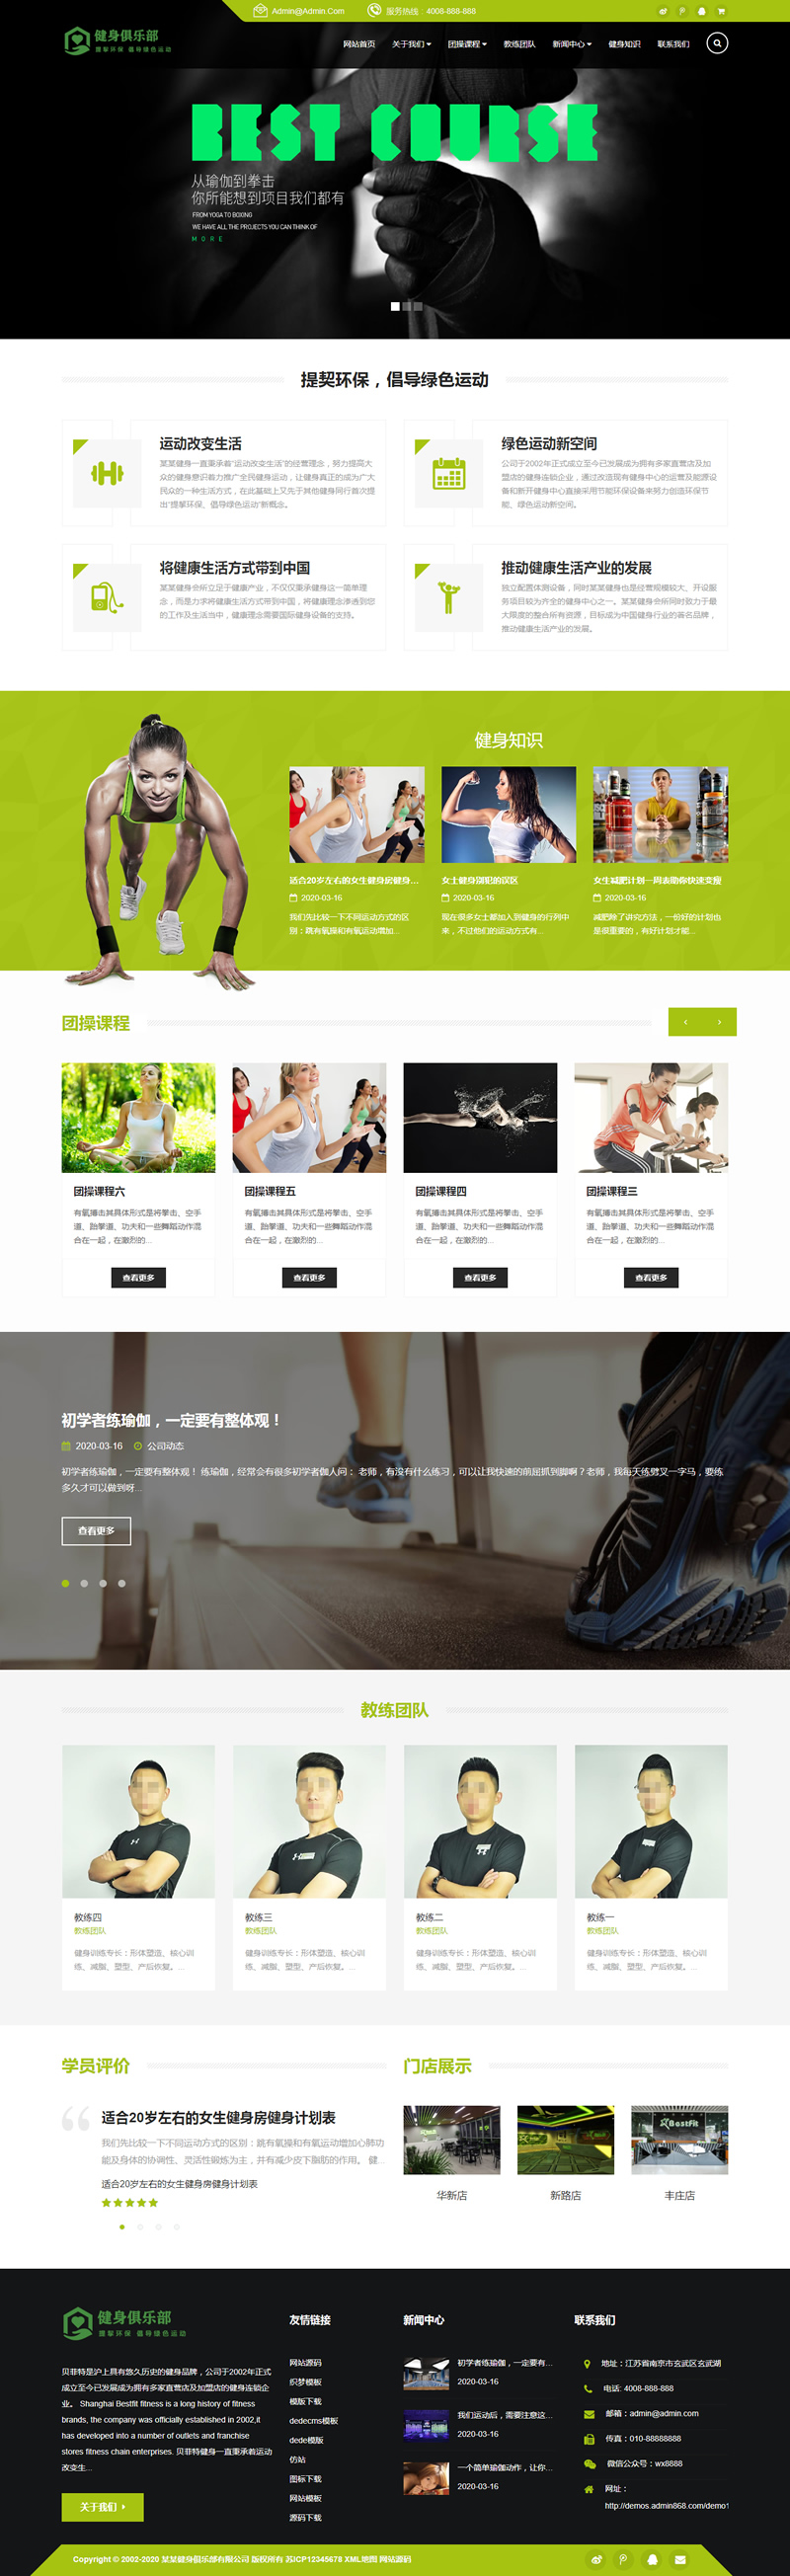 Admin@Admin.Com
服务热线：4008-888-888
健身俱乐部
提挈环保 倡导绿色运动
网站首页 关于我们 团操课程 教练团队 新闻中心 健身知识 联系我们
BEST COURSE
从瑜伽到拳击
你所能想到项目我们都有
FROM YOGA TO BOXING
WE HAVE ALL THE PROJECTS YOU CAN THINK OF
MORE
提挈环保，倡导绿色运动
运动改变生活
某某健身一直秉承着“运动改变生活”的经营理念，努力提高大
众的健身意识着力推广全民健身运动，让健身真正的成为广大
民众的一种生活方式，在此基础上又先于其他健身同行首次提
出“提挈环保、倡导绿色运动”新概念。
绿色运动新空间
公司于2002年正式成立至今已发展成为拥有多家直营店及加
盟店的健身连锁企业，通过改造现有健身中心的运营及能源设
备和新开健身中心直接采用节能环保设备来努力创造环保节
能、绿色运动新空间。
将健康生活方式带到中国
某某健身会所立足于健康产业，不仅仅秉承健身这一简单理
念，而是力求将健康生活方式带到中国，将健康理念渗透到您
的工作及生活当中，健康理念需要国际健身设备的支持。
推动健康生活产业的发展
独立配置体测设备，同时某某健身也是经营规模较大、开设服
务项目较为齐全的健身中心之一。某某健身会所同时致力于最
大限度的整合所有资源，目标成为中国健身行业的著名品牌，
推动健康生活产业的发展。
健身知识
适合20岁左右的女生健身房健身...
2020-03-16
我们先比较一下不同运动方式的区
别：跳有氧操和有氧运动增加...
女士健身别犯的误区
2020-03-16
现在很多女士都加入到健身的行列中
来，不过他们的运动方式有...
女生减肥计划一周表助你快速变瘦
2020-03-16
减肥除了讲究方法，一份好的计划也
是很重要的，有好计划才能...
团操课程
团操课程六
有氧搏击其具体形式是将拳击、空手
道、跆拳道、功夫和一些舞蹈动作混
合在一起，在激烈的...
查看更多
团操课程五
有氧搏击其具体形式是将拳击、空手
道、跆拳道、功夫和一些舞蹈动作混
合在一起，在激烈的...
查看更多
团操课程四
有氧搏击其具体形式是将拳击、空手
道、跆拳道、功夫和一些舞蹈动作混
合在一起，在激烈的...
查看更多
团操课程三
有氧搏击其具体形式是将拳击、空手
道、跆拳道、功夫和一些舞蹈动作混
合在一起，在激烈的...
查看更多
初学者练瑜伽，一定要有整体观！
2020-03-16 公司动态
初学者练瑜伽，一定要有整体观！ 练瑜伽，经常会有很多初学者伽人问： 老师，有没有什么练习，可以让我快速的前屈抓到脚啊？老师，我每天练劈叉一字马，要练
多久才可以做到呀...
查看更多
教练团队
教练四
教练团队
健身训练专长：形体塑造、核心训
练、减脂、塑型、产后恢复。...
教练三
教练团队
健身训练专长：形体塑造、核心训
练、减脂、塑型、产后恢复。...
教练二
教练团队
健身训练专长：形体塑造、核心训
练、减脂、塑型、产后恢复。...
教练一
教练团队
健身训练专长：形体塑造、核心训
练、减脂、塑型、产后恢复。...
学员评价
适合20岁左右的女生健身房健身计划表
我们先比较一下不同运动方式的区别：跳有氧操和有氧运动增加心肺功
能及身体的协调性、灵活性锻炼为主，并有减少皮下脂肪的作用。 健...
适合20岁左右的女生健身房健身计划表
门店展示
BestFit
华新店
新路店
丰庄店
健身俱乐部
提挈环保 倡导绿色运动
贝菲特是沪上具有悠久历史的健身品牌，公司于2002年正式
成立至今已发展成为拥有多家直营店及加盟店的健身连锁企
业。 Shanghai Bestfit fitness is a long history of fitness
brands, the company was officially established in 2002,it
has developed into a number of outlets and franchise
stores fitness chain enterprises. 贝菲特健身一直秉承着运动
改变生...
关于我们
友情链接
网站源码
织梦模板
模版下载
dedecms模板
dede模版
仿站
图标下载
网站模板
源码下载
新闻中心
初学者练瑜伽，一定要有...
2020-03-16
我们运动后，需要注意这...
2020-03-16
一个简单瑜伽动作，让你...
2020-03-16
联系我们
地址：江苏省南京市玄武区玄武湖
电话: 4008-888-888
邮箱：admin@admin.com
传真：010-88888888
微信公众号：wx8888
网址：
http://demos.admin868.com/demo1
Copyright © 2002-2020 某某健身俱乐部有限公司 版权所有 苏ICP12345678 XML地图 网站源码